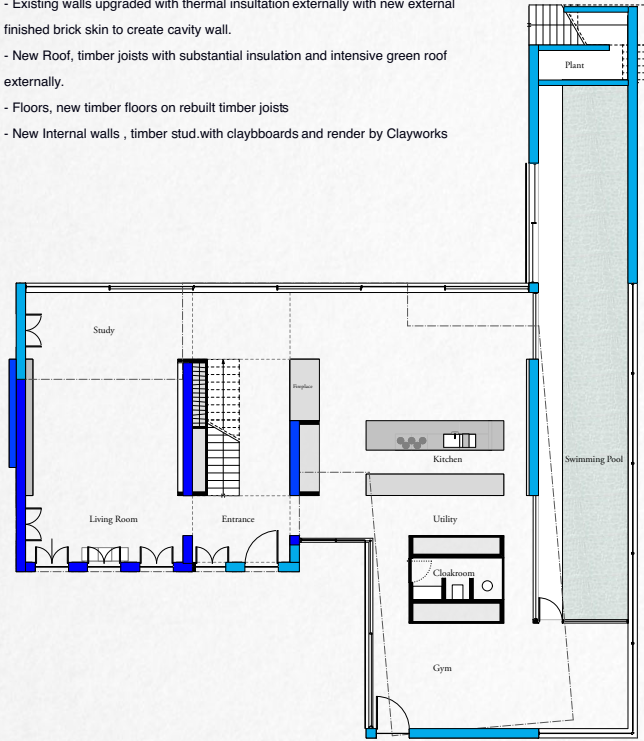 - Existing walls upgraded with thermal insultation externally with new external
finished brick skin to create cavity wall.
- New Roof, timber joists with substantial insulation and intensive green roof
externally.
- Floors, new timber floors on rebuilt timber joists
- New Internal walls , timber stud.with claybboards and render by Clayworks
Plant
Study
Fireplace
Kitchen
Swimming Pool
Living Room
Entrance
Utility
Cloakroom
Gym